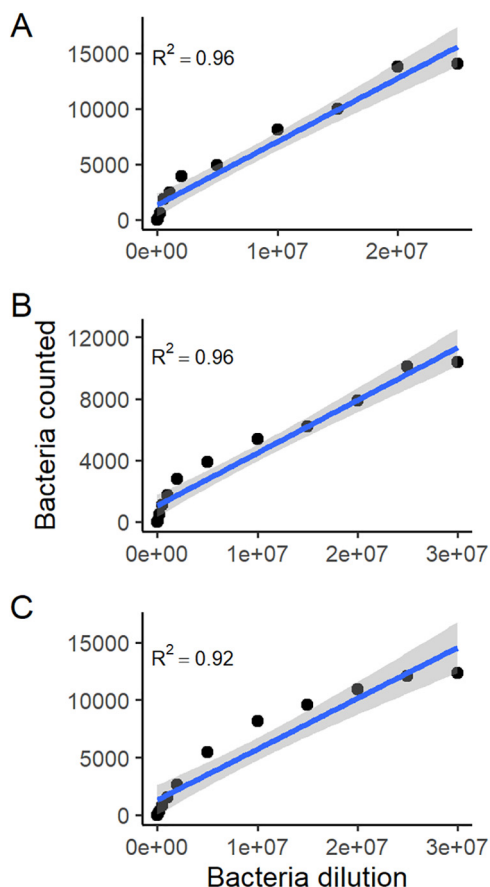 A
R² = 0.96
15000
10000
5000
0
0e+00 1e+07 2e+07
B
R² = 0.96
12000
8000
4000
0
0e+00 1e+07 2e+07 3e+07
Bacteria counted
C
R² = 0.92
15000
10000
5000
0
0e+00 1e+07 2e+07 3e+07
Bacteria dilution